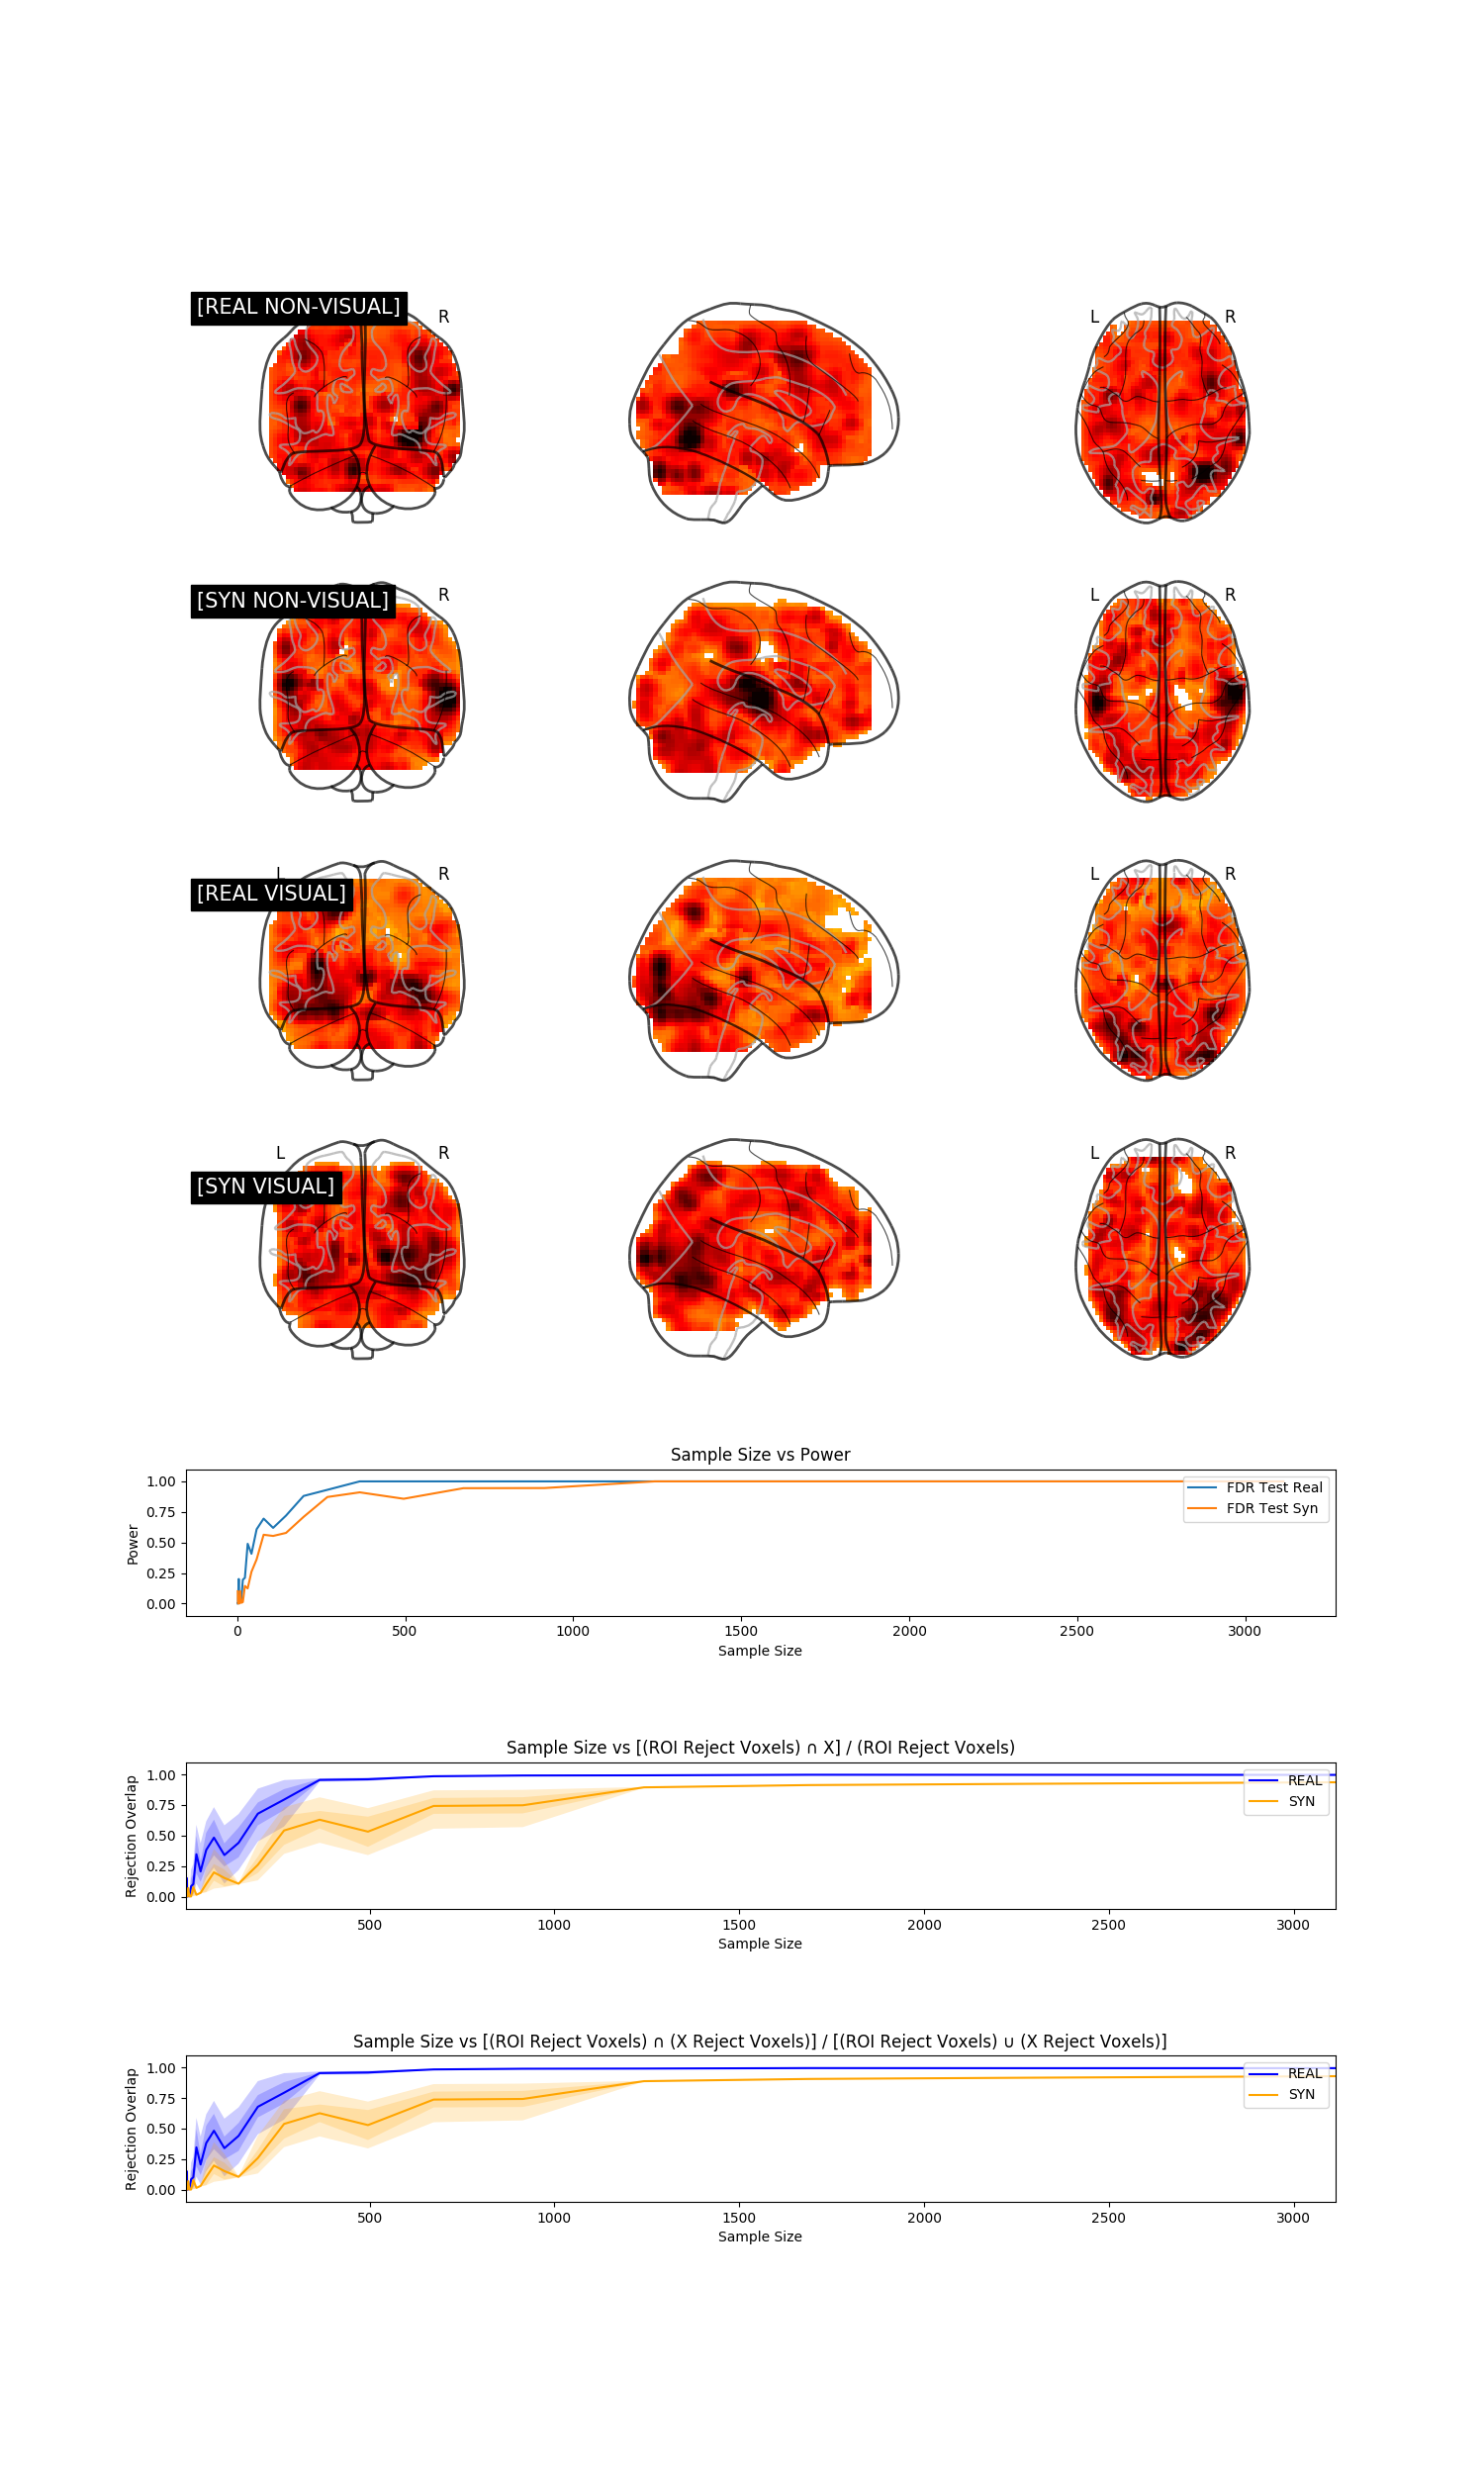 [REAL NON-VISUAL]
R
L
R
[SYN NON-VISUAL]
R
L
R
[REAL VISUAL]
L
R
L
R
[SYN VISUAL]
L
R
L
R
Sample Size vs Power
Power
1.00
0.75
0.50
0.25
0.00
FDR Test Real
FDR Test Syn
0 500 1000 1500 2000 2500 3000
Sample Size
Sample Size vs [(ROI Reject Voxels) ∩ X] / (ROI Reject Voxels)
Rejection Overlap
1.00
0.75
0.50
0.25
0.00
REAL
SYN
500 1000 1500 2000 2500 3000
Sample Size
Sample Size vs [(ROI Reject Voxels) ∩ (X Reject Voxels)] / [(ROI Reject Voxels) ∪ (X Reject Voxels)]
Rejection Overlap
1.00
0.75
0.50
0.25
0.00
REAL
SYN
500 1000 1500 2000 2500 3000
Sample Size